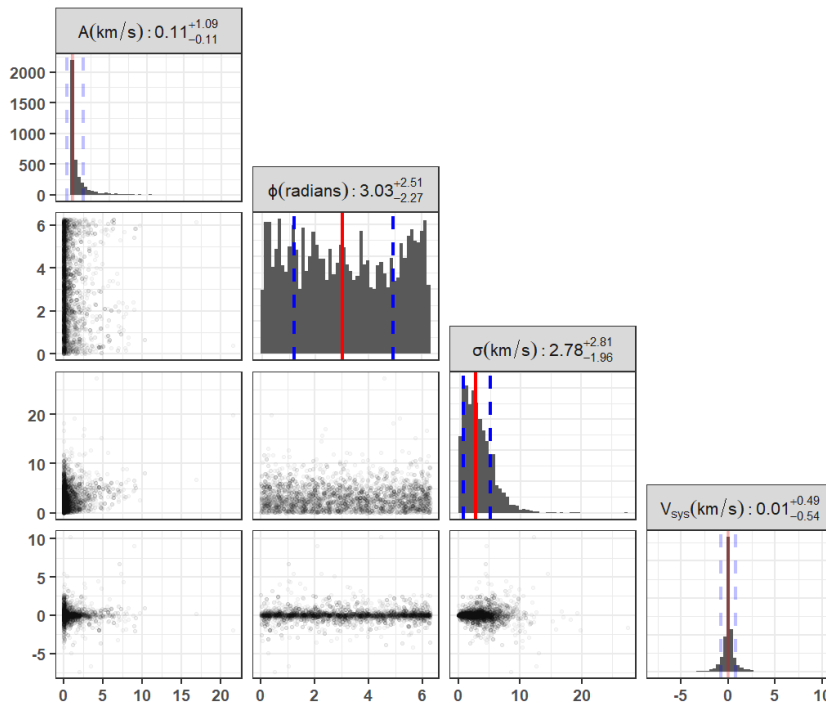 A(km/s) : 0.11 +1.09 −0.11
2000
1500
1000
500
0
ϕ(radians) : 3.03 +2.51 −2.27
6
4
2
0
σ(km/s) : 2.78 +2.81 −1.96
20
10
0
Vsys(km/s) : 0.01 +0.49 −0.54
10
5
0
-5
0 5 10 15 20
0 2 4 6
0 10 20
-5 0 5 10